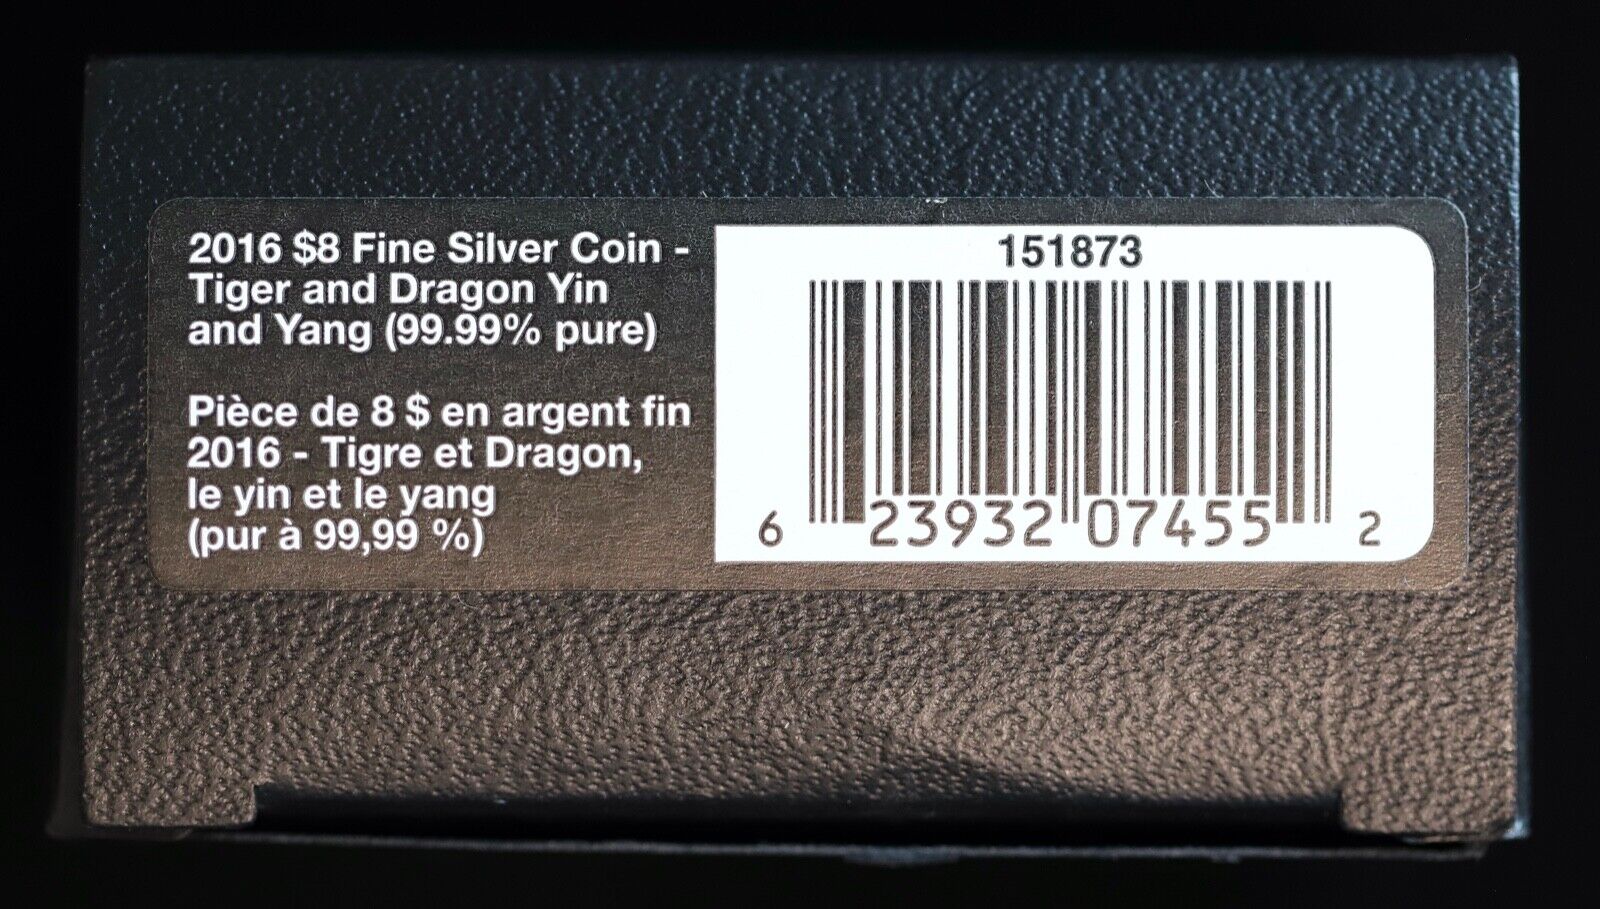 2016 $8 Fine Silver Coin -
Tiger and Dragon Yin
and Yang (99.99% pure)
Pièce de 8 $ en argent fin
2016 - Tigre et Dragon,
le yin et le yang
(pur à 99,99 %)
151873
6 23932 07455 2